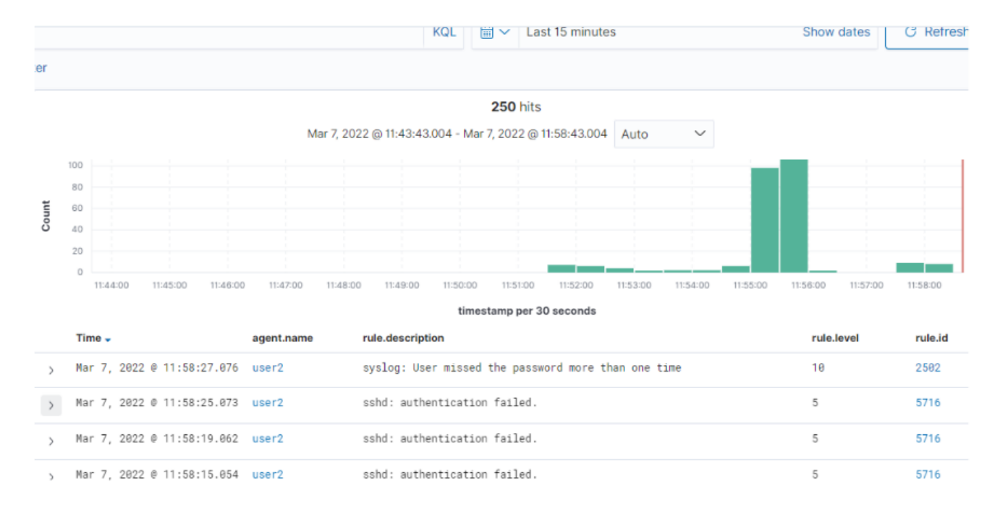 KQL Last 15 minutes Show dates Refresh
er
250 hits
Mar 7, 2022 @ 11:43:43.004 - Mar 7, 2022 @ 11:58:43.004 Auto
100
80
60
40
20
0
Count
11:44:00 11:45:00 11:46:00 11:47:00 11:48:00 11:49:00 11:50:00 11:51:00 11:52:00 11:53:00 11:54:00 11:55:00 11:56:00 11:57:00 11:58:00
timestamp per 30 seconds
Time agent.name rule.description rule.level rule.id
Mar 7, 2022 @ 11:58:27.076 user2 syslog: User missed the password more than one time 10 2502
Mar 7, 2022 @ 11:58:25.073 user2 sshd: authentication failed. 5 5716
Mar 7, 2022 @ 11:58:19.062 user2 sshd: authentication failed. 5 5716
Mar 7, 2022 @ 11:58:15.054 user2 sshd: authentication failed. 5 5716